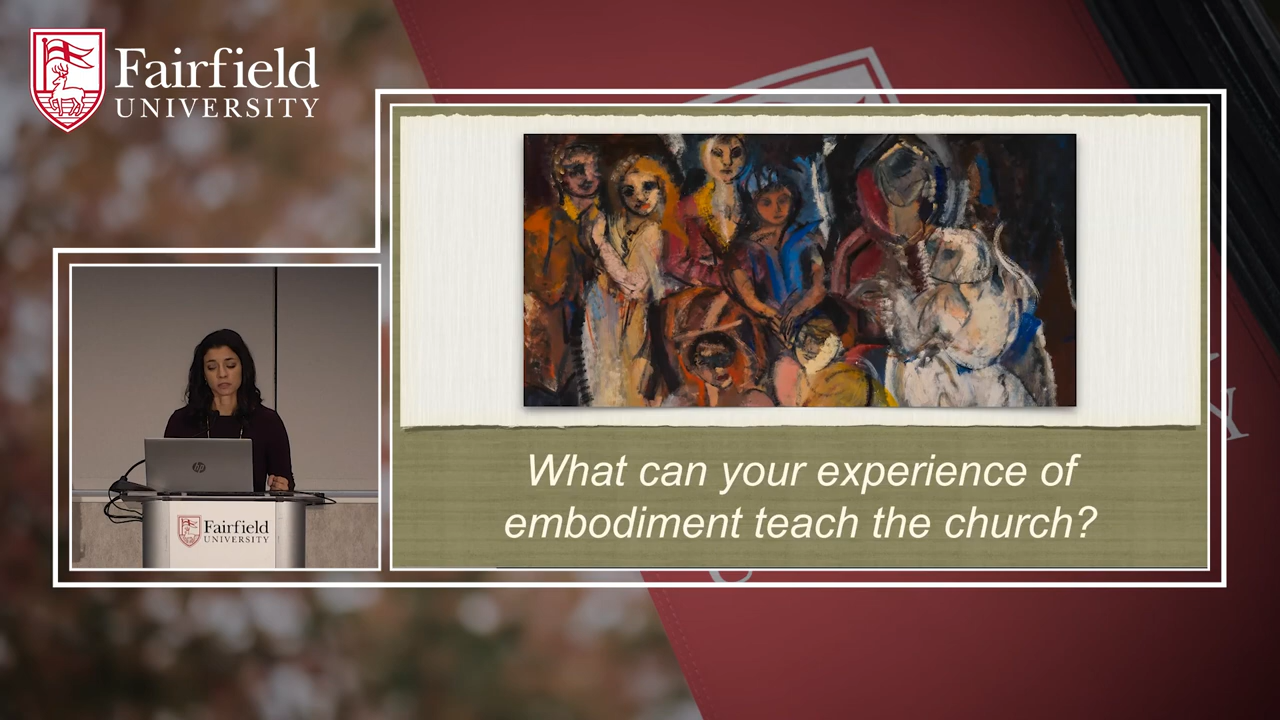 Fairfield
UNIVERSITY
What can your experience of
embodiment teach the church?
Fairfield
UNIVERSITY